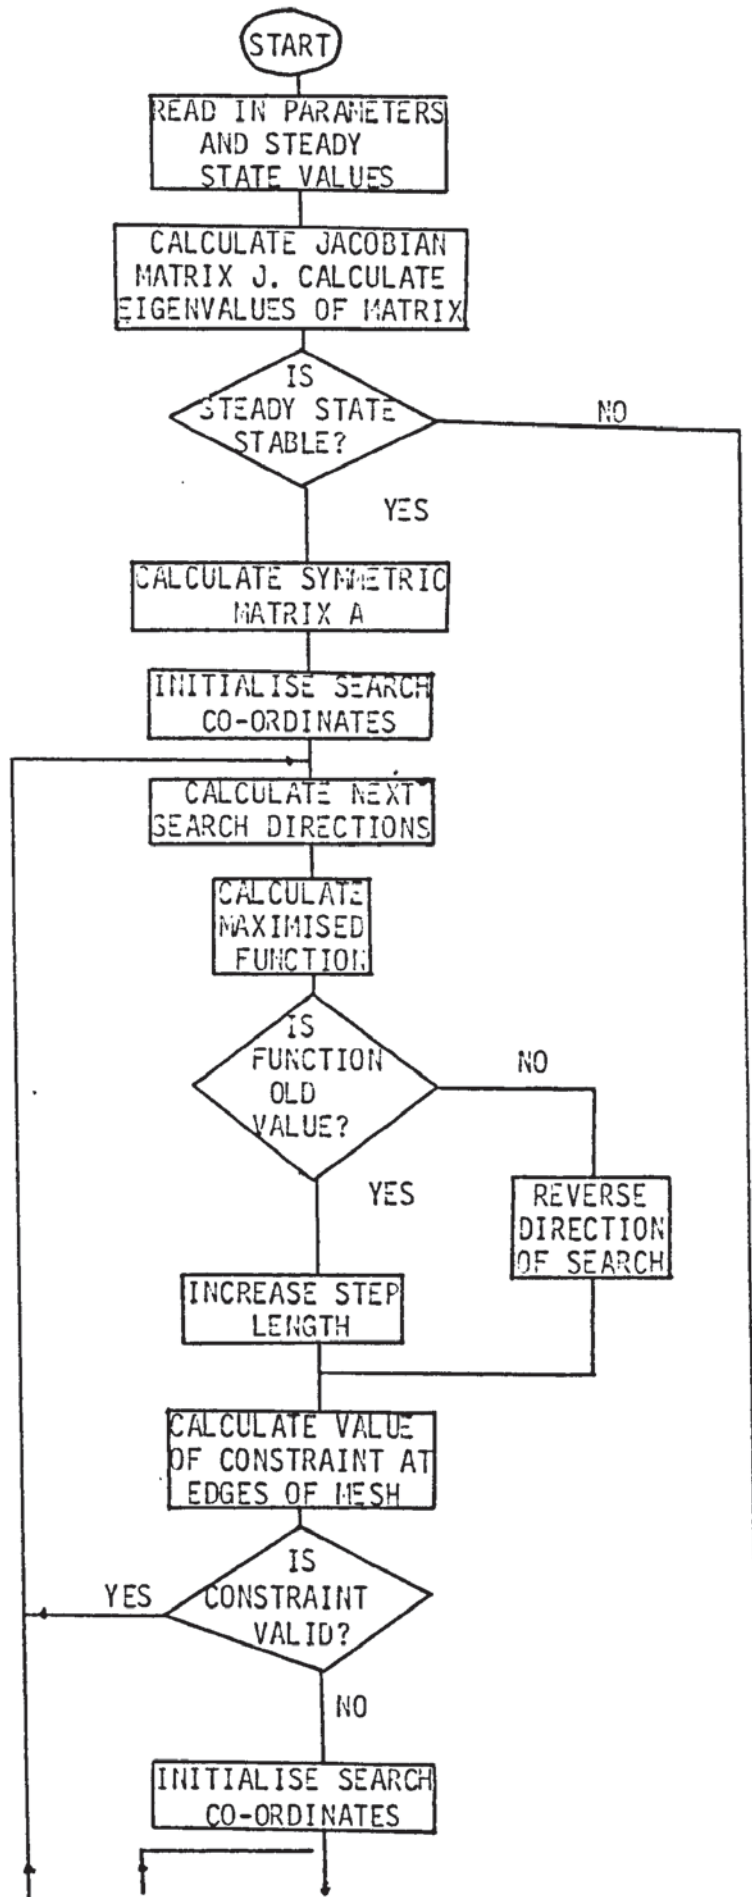 START
READ IN PARAMETERS
AND STEADY
STATE VALUES
CALCULATE JACOBIAN
MATRIX J. CALCULATE
EIGENVALUES OF MATRIX
IS
STEADY STATE
STABLE?
NO
YES
CALCULATE SYMMETRIC
MATRIX A
INITIALISE SEARCH
CO-ORDINATES
CALCULATE NEXT
SEARCH DIRECTIONS
CALCULATE
MAXIMISED
FUNCTION
IS
FUNCTION
OLD
VALUE?
NO
YES
REVERSE
DIRECTION
OF SEARCH
INCREASE STEP
LENGTH
CALCULATE VALUE
OF CONSTRAINT AT
EDGES OF MESH
IS
CONSTRAINT
VALID?
YES
NO
INITIALISE SEARCH
CO-ORDINATES